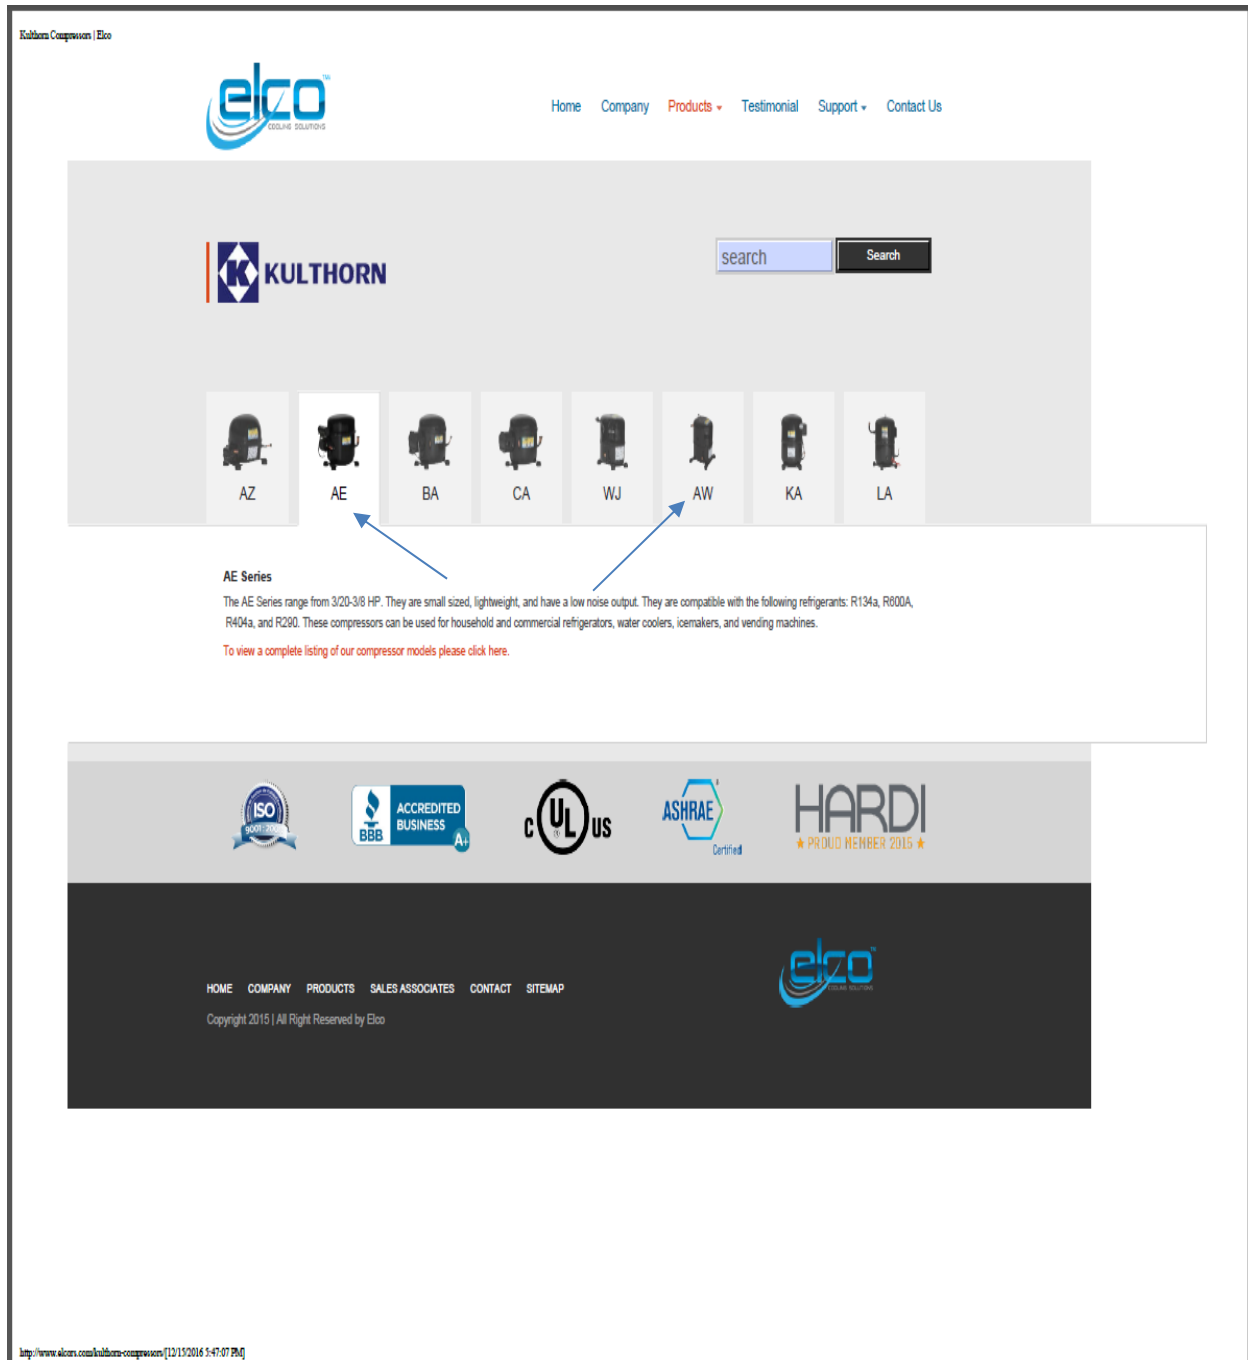 Kulthorn Compressors | Elco
elco™
COOLING SOLUTIONS
Home Company Products Testimonial Support Contact Us
K KULTHORN
search Search
AZ AE BA CA WJ AW KA LA
AE Series
The AE Series range from 3/20-3/8 HP. They are small sized, lightweight, and have a low noise output. They are compatible with the following refrigerants: R134a, R600A,
R404a, and R290. These compressors can be used for household and commercial refrigerators, water coolers, icemakers, and vending machines.
To view a complete listing of our compressor models please click here.
ISO
BBB
ACCREDITED
BUSINESS
A+
C UL US
ASHRAE
Certified
HARDI
★ PROUD MEMBER 2015 ★
elco
COOLING SOLUTIONS
HOME COMPANY PRODUCTS SALES ASSOCIATES CONTACT SITEMAP
Copyright 2015 | All Right Reserved by Elco
http://www.elcors.com/kulthorn-compressors/[12/15/2016 5:47:07 PM]